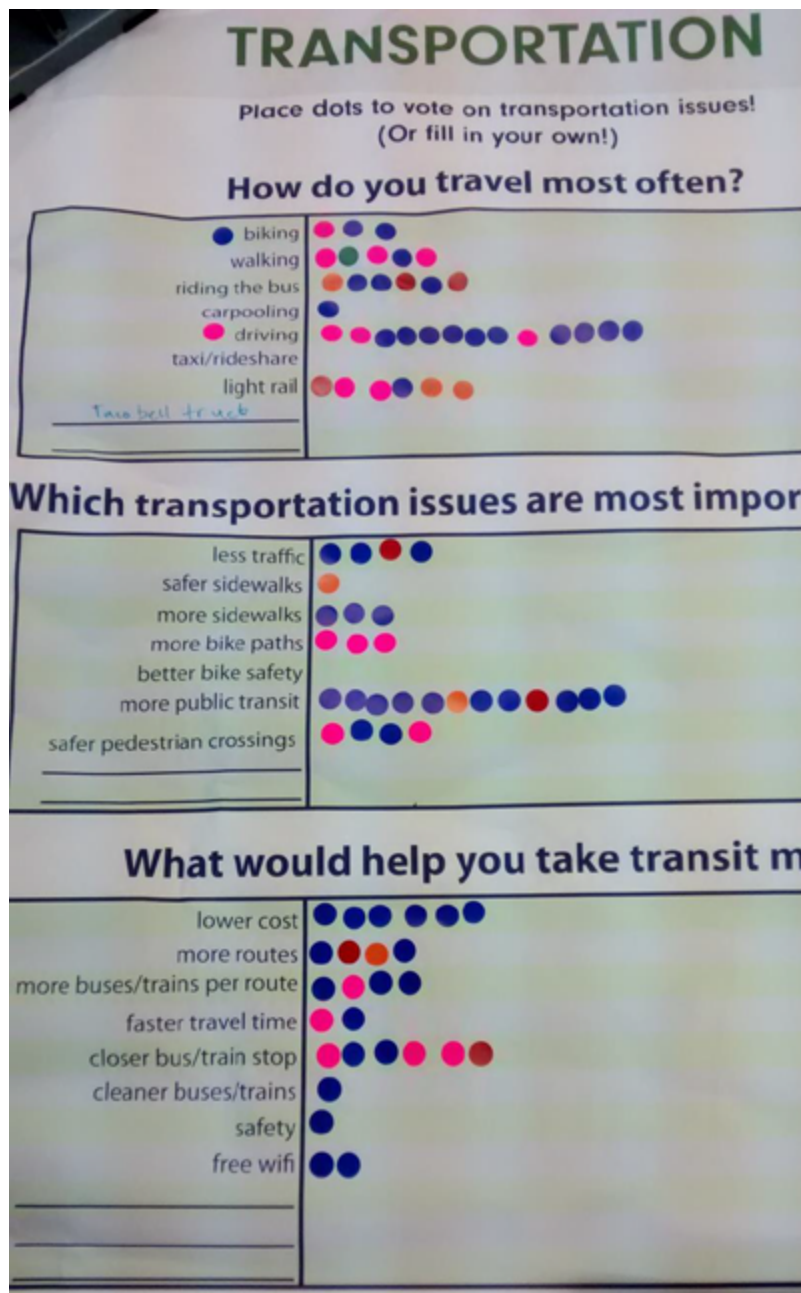 TRANSPORTATION
Place dots to vote on transportation issues!
(Or fill in your own!)
How do you travel most often?
biking
walking
riding the bus
carpooling
driving
taxi/rideshare
light rail
Taco bell truck
Which transportation issues are most impor
less traffic
safer sidewalks
more sidewalks
more bike paths
better bike safety
more public transit
safer pedestrian crossings
What would help you take transit m
lower cost
more routes
more buses/trains per route
faster travel time
closer bus/train stop
cleaner buses/trains
safety
free wifi